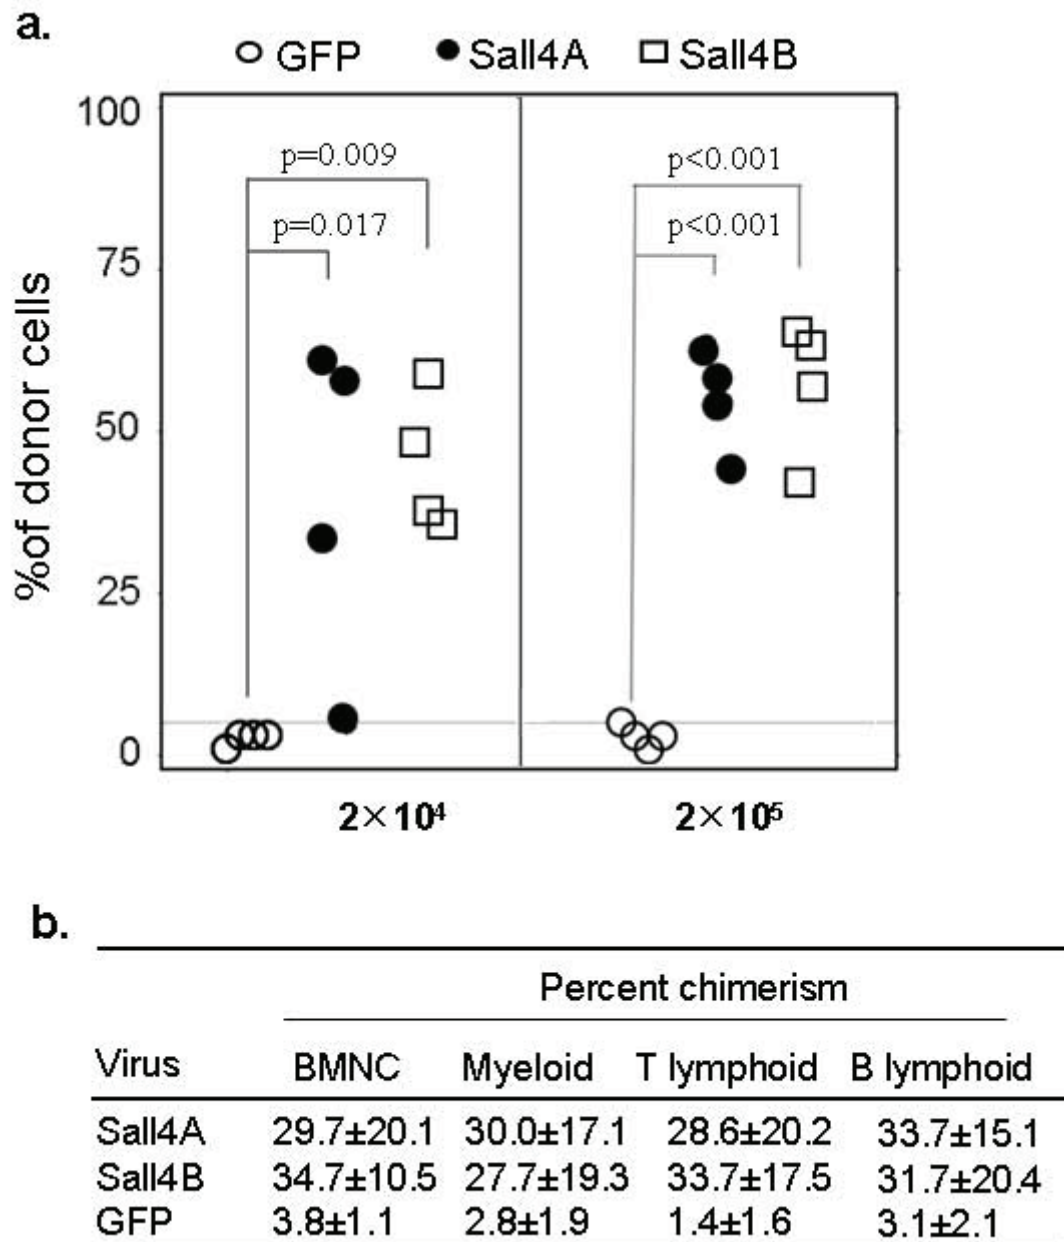 a.
GFP Sall4A Sall4B
100
p=0.009 p<0.001
p=0.017 p<0.001
75
50
25
0
%of donor cells
2×10⁴ 2×10⁵
b.
Percent chimerism
Virus BMNC Myeloid T lymphoid B lymphoid
Sall4A 29.7±20.1 30.0±17.1 28.6±20.2 33.7±15.1
Sall4B 34.7±10.5 27.7±19.3 33.7±17.5 31.7±20.4
GFP 3.8±1.1 2.8±1.9 1.4±1.6 3.1±2.1